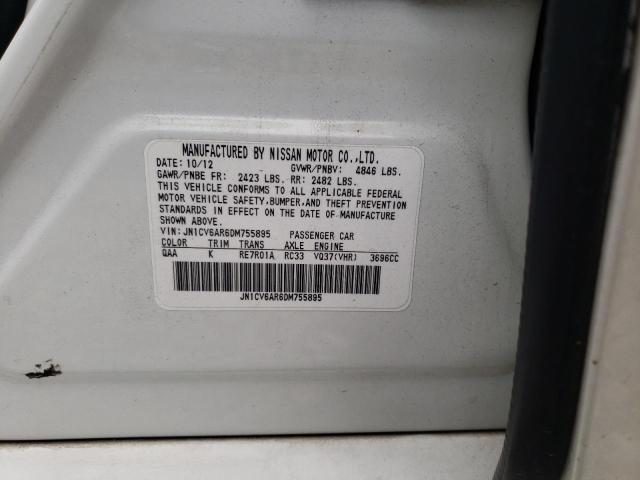 MANUFACTURED BY NISSAN MOTOR CO.,LTD.
DATE: 10/12 GVWR/PNBV: 4846 LBS.
GAWR/PNBE FR: 2423 LBS. RR: 2482 LBS.
THIS VEHICLE CONFORMS TO ALL APPLICABLE FEDERAL
MOTOR VEHICLE SAFETY,BUMPER,AND THEFT PREVENTION
STANDARDS IN EFFECT ON THE DATE OF MANUFACTURE
SHOWN ABOVE.
VIN: JN1CV6AR6DM755895 PASSENGER CAR
COLOR TRIM TRANS AXLE ENGINE
QAA K RE7R01A RC33 VQ37(VHR) 3696CC
JN1CV6AR6DM755895